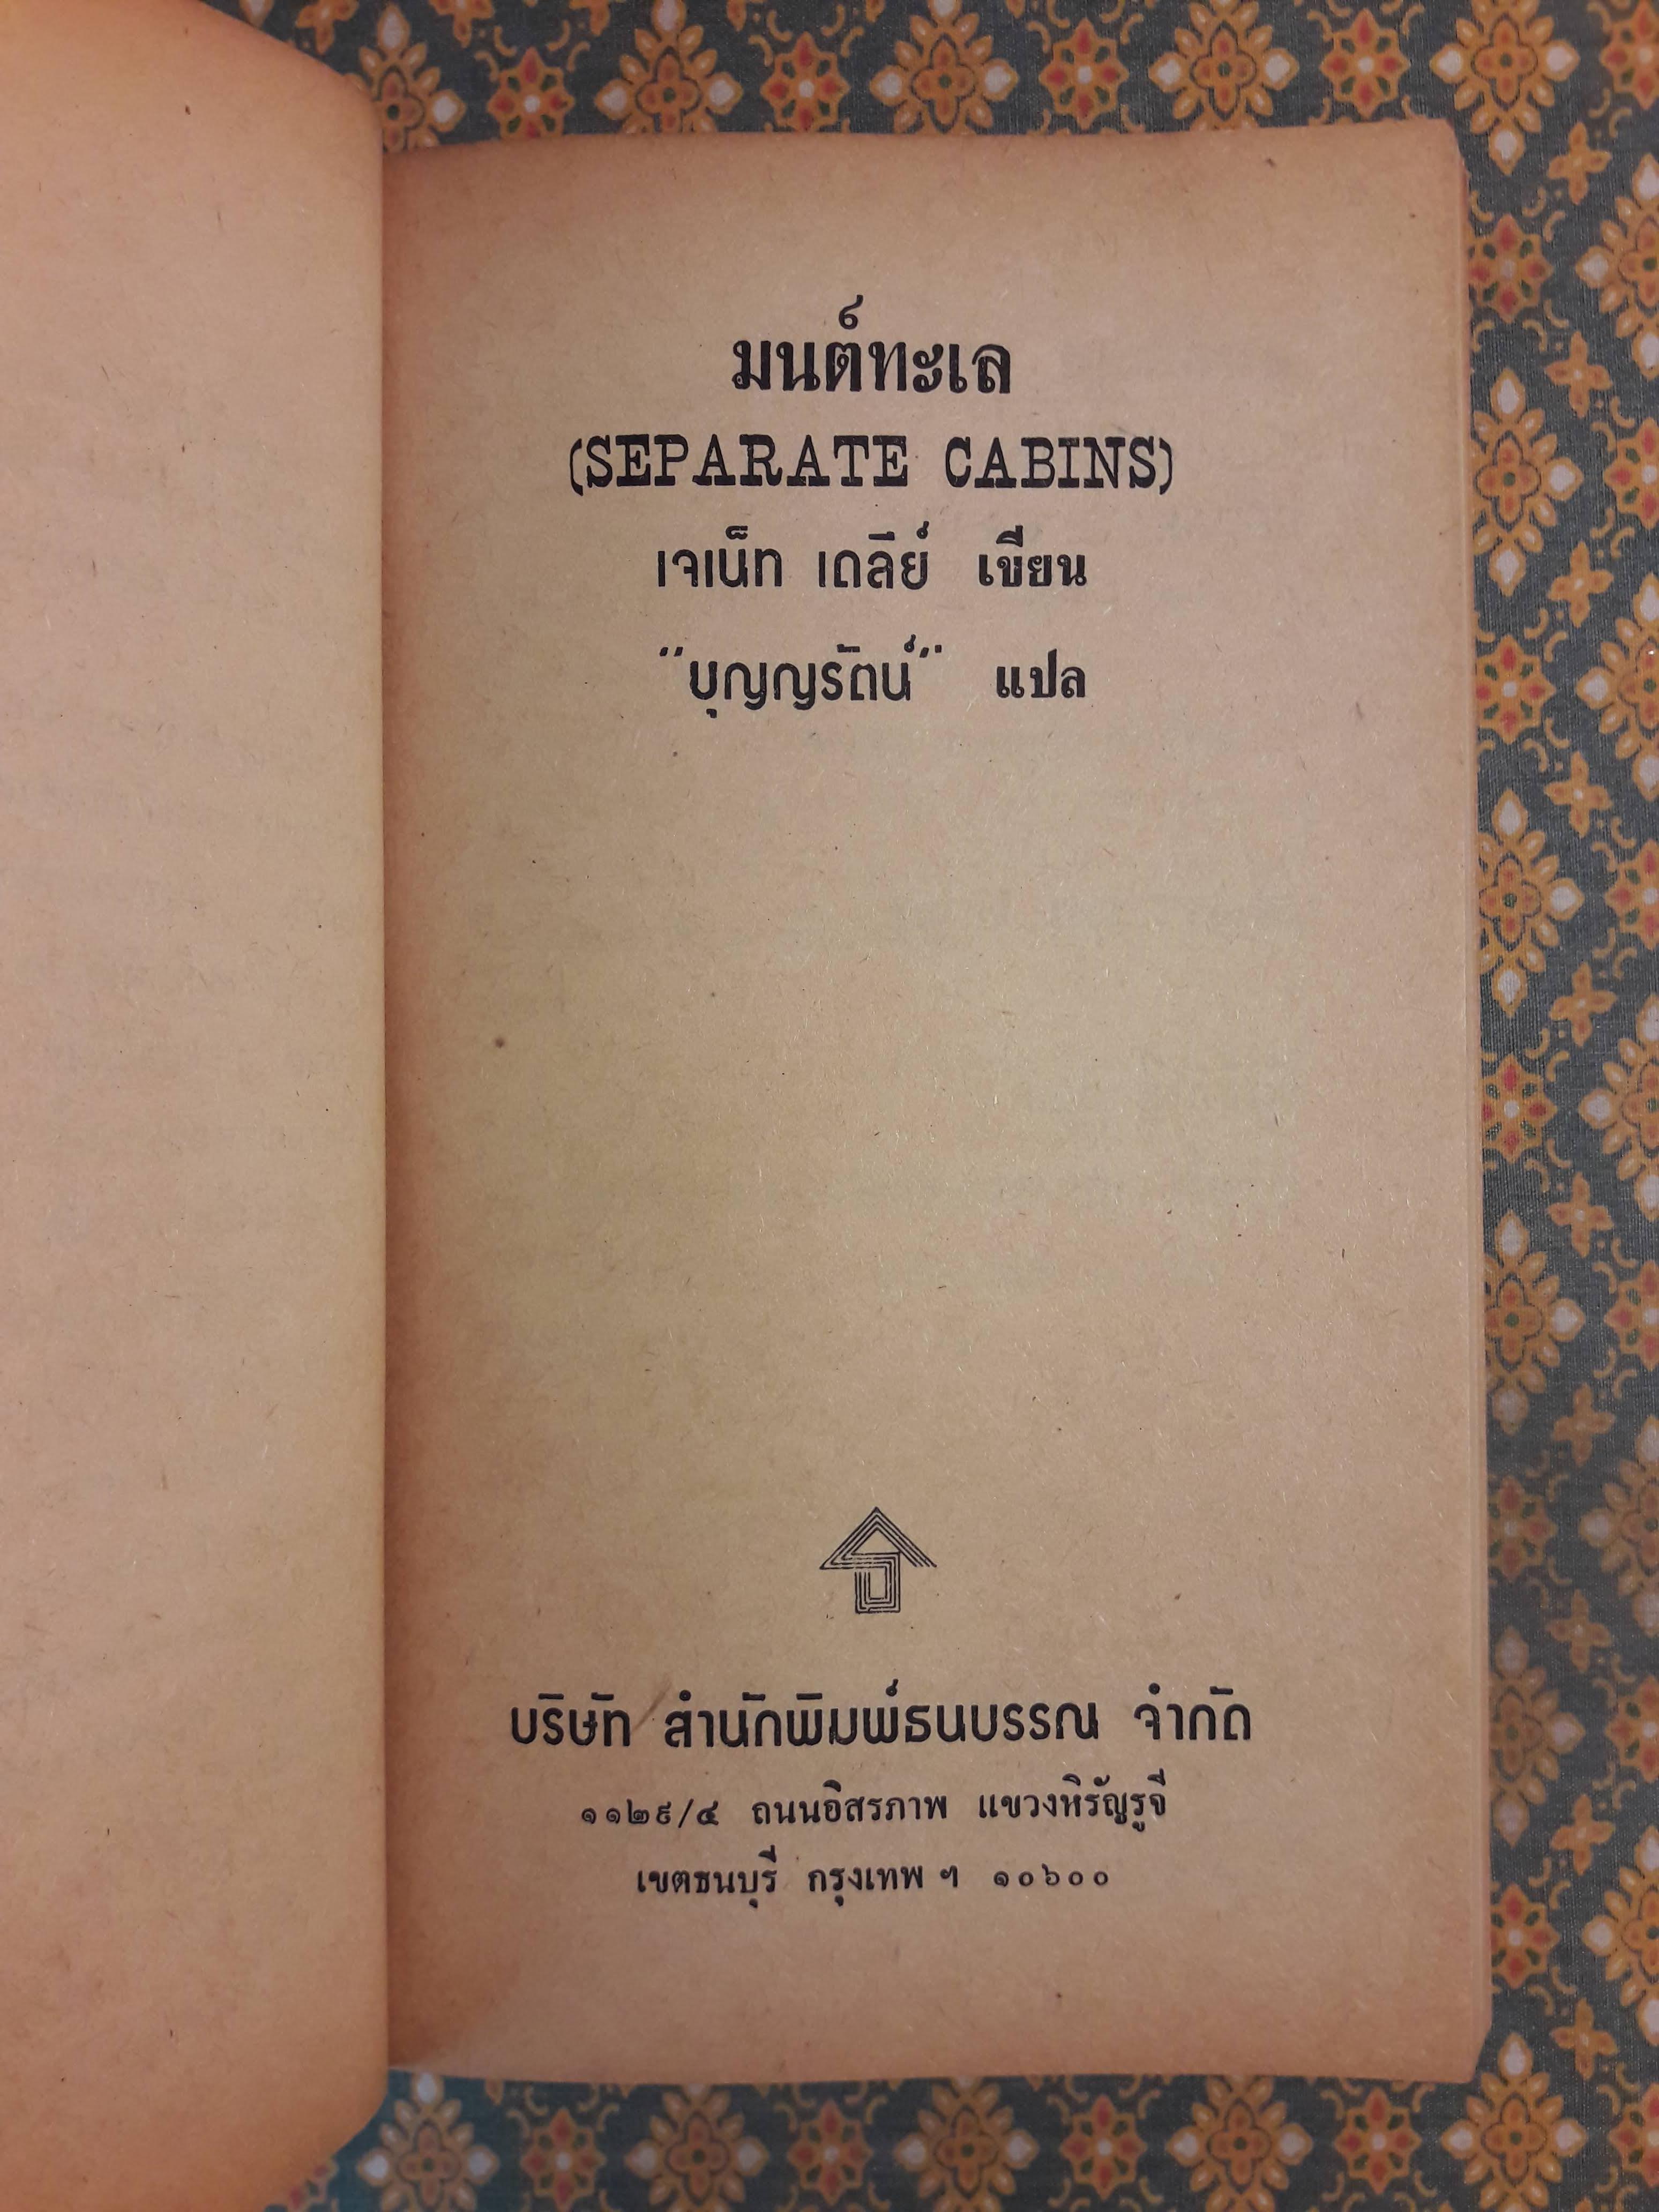 มนต์ทะเล
(SEPARATE CABINS)
เจเน็ท เดลีย์ เขียน
"บุญญรัตน์" แปล
บริษัท สำนักพิมพ์ธนบรรณ จำกัด
๑๑๒๙/๔ ถนนอิสรภาพ แขวงหิรัญรูจี
เขตธนบุรี กรุงเทพ ฯ ๑๐๖๐๐